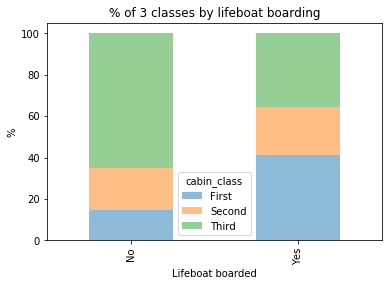 % of 3 classes by lifeboat boarding
100
80
60
40
20
0
%
cabin_class
First
Second
Third
No
Yes
Lifeboat boarded